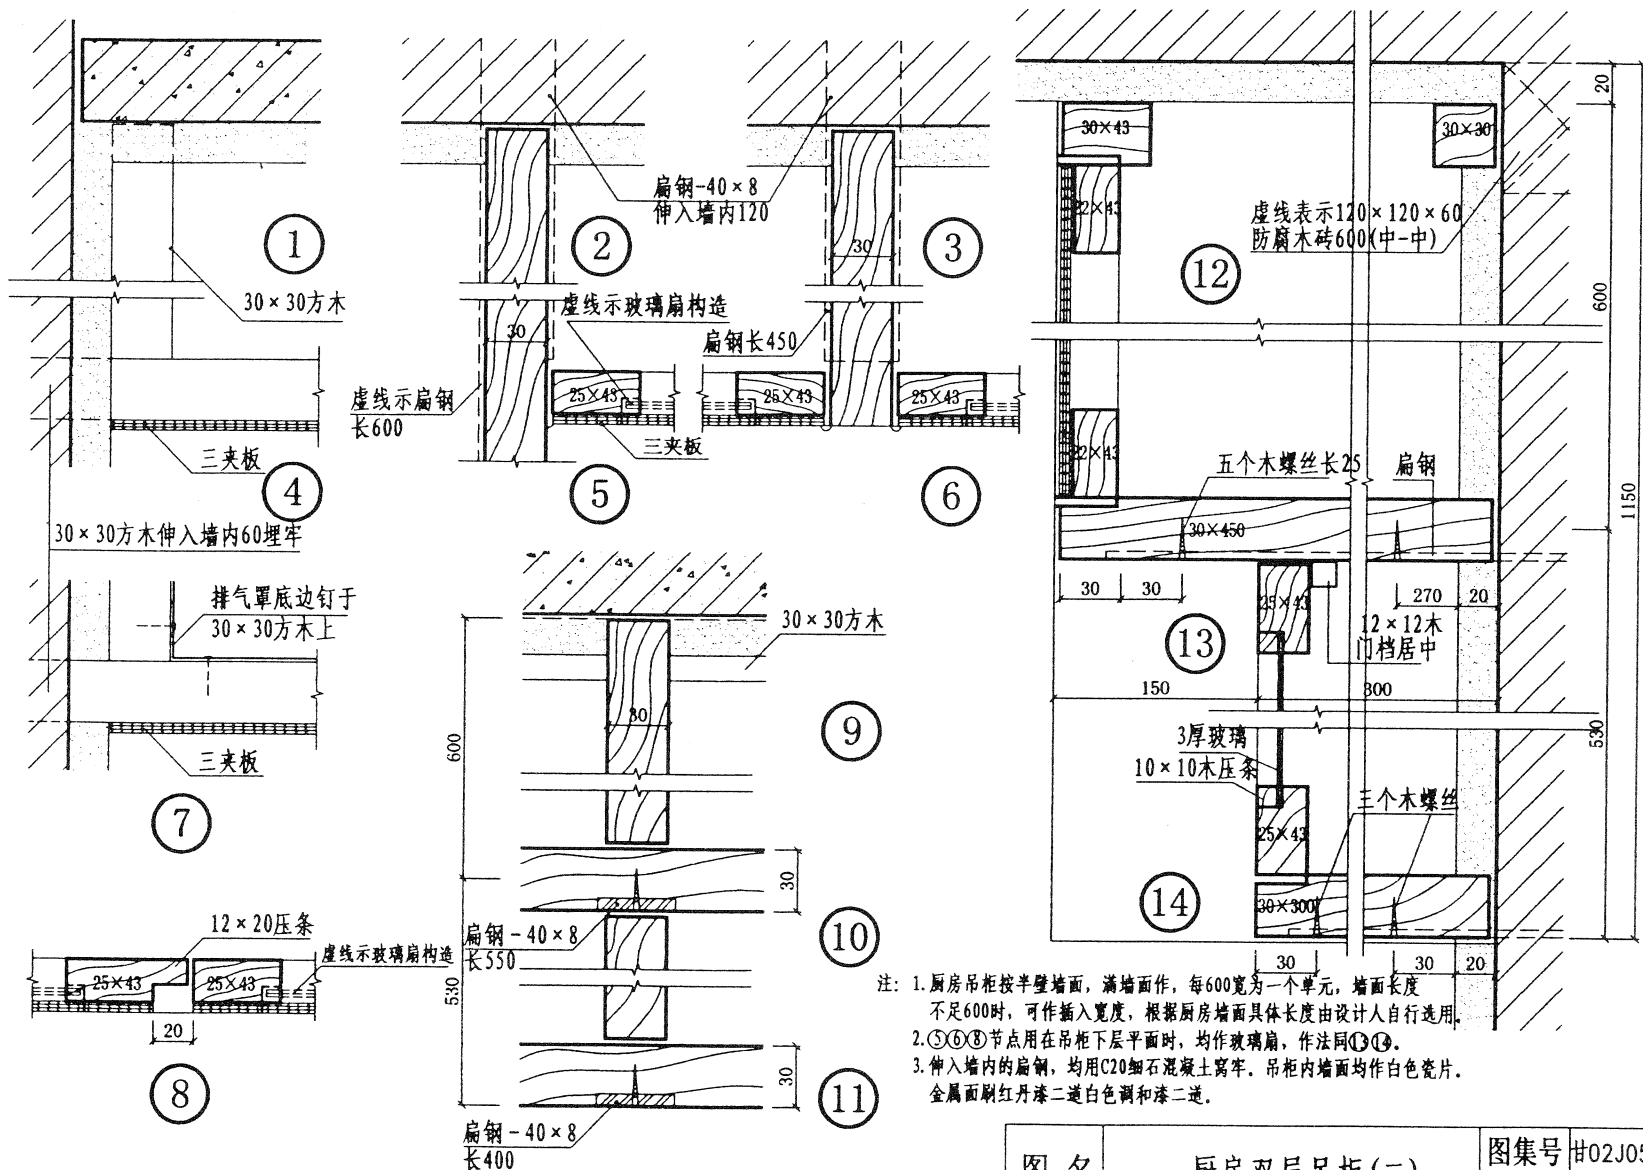 ①
30×30方木
三夹板
④
30×30方木伸入墙内60埋牢
排气罩底边钉于
30×30方木上
三夹板
⑦
12×20压条
虚线示玻璃扇构造
25×43
25×43
20
⑧
扁钢-40×8
伸入墙内120
②
③
30
30
虚线示玻璃扇构造
扁钢长450
虚线示扁钢
长600
25×43
25×43
25×43
三夹板
⑤
⑥
30×30方木
600
30
⑨
30
扁钢-40×8
长550
⑩
530
30
扁钢-40×8
长400
⑪
20
30×43
30×30
22×43
虚线表示120×120×60
防腐木砖600(中-中)
⑫
600
22×43
五个木螺丝长25
扁钢
1150
30×450
30
30
270
20
25×43
12×12木
门档居中
⑬
150
300
530
3厚玻璃
10×10木压条
三个木螺丝
25×43
⑭
30×300
30
30
20
注: 1.厨房吊柜按半壁墙面，满墙面作，每600宽为一个单元，墙面长度
不足600时，可作插入宽度，根据厨房墙面具体长度由设计人自行选用。
2.⑤⑥⑧节点用在吊柜下层平面时，均作玻璃扇，作法同⑬⑭。
3.伸入墙内的扁钢，均用C20细石混凝土窝牢．吊柜内墙面均作白色瓷片．
金属面刷红丹漆二道白色调和漆二道．
图名
厨房双层吊柜(二)
图集号
甘02J05